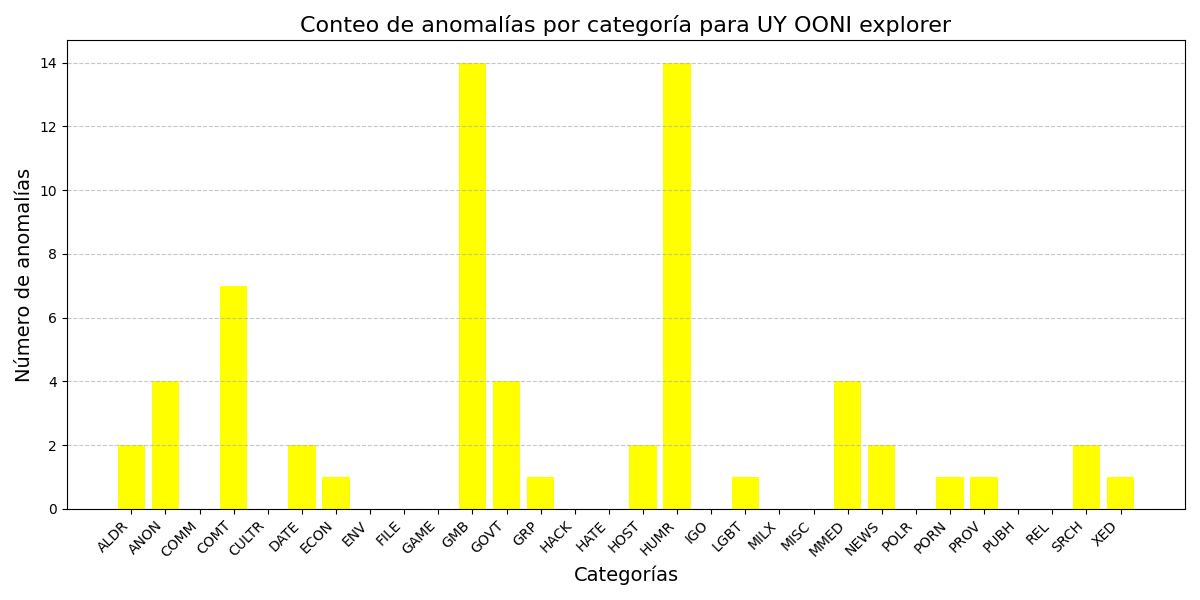 Conteo de anomalías por categoría para UY OONI explorer
Número de anomalías
14
12
10
8
6
4
2
0
ALDR
ANON
COMM
COMT
CULTR
DATE
ECON
ENV
FILE
GAME
GMB
GOVT
GRP
HACK
HATE
HOST
HUMR
IGO
LGBT
MILX
MISC
MMED
NEWS
POLR
PORN
PROV
PUBH
REL
SRCH
XED
Categorías